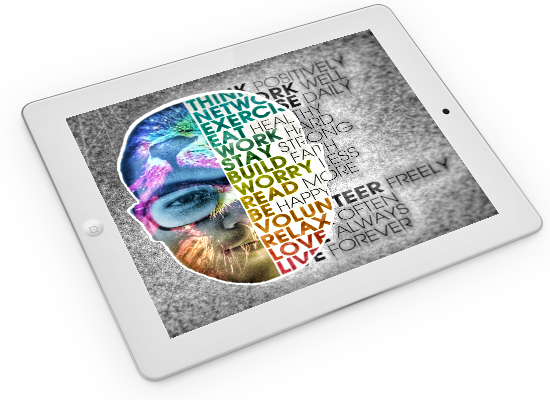 THINK POSITIVELY
NETWORK WELL
EXERCISE DAILY
EAT HEALTHY
WORK HARD
STAY STRONG
BUILD FAITH
WORRY LESS
READ MORE
BE HAPPY
VOLUNTEER FREELY
RELAX OFTEN
LOVE ALWAYS
LIVE FOREVER